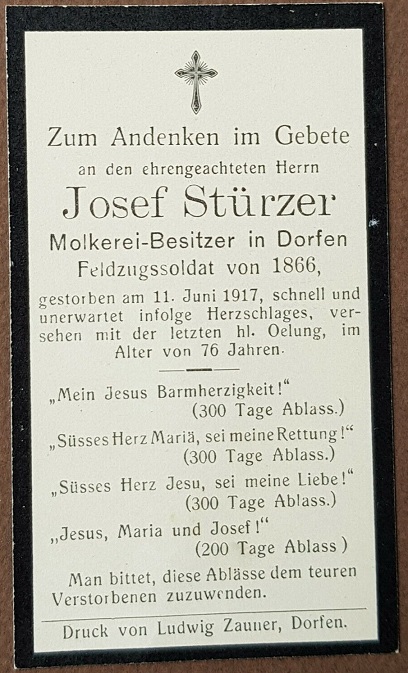 Zum Andenken im Gebete
an den ehrengeachteten Herrn
Josef Stürzer
Molkerei-Besitzer in Dorfen
Feldzugssoldat von 1866,
gestorben am 11. Juni 1917, schnell und
unerwartet infolge Herzschlages, ver-
sehen mit der letzten hl. Oelung, im
Alter von 76 Jahren.
„Mein Jesus Barmherzigkeit!“
(300 Tage Ablass.)
„Süsses Herz Mariä, sei meine Rettung!“
(300 Tage Ablass.)
„Süsses Herz Jesu, sei meine Liebe!“
(300 Tage Ablass.)
„Jesus, Maria und Josef!“
(200 Tage Ablass)
Man bittet, diese Ablässe dem teuren
Verstorbenen zuzuwenden.
Druck von Ludwig Zauner, Dorfen.